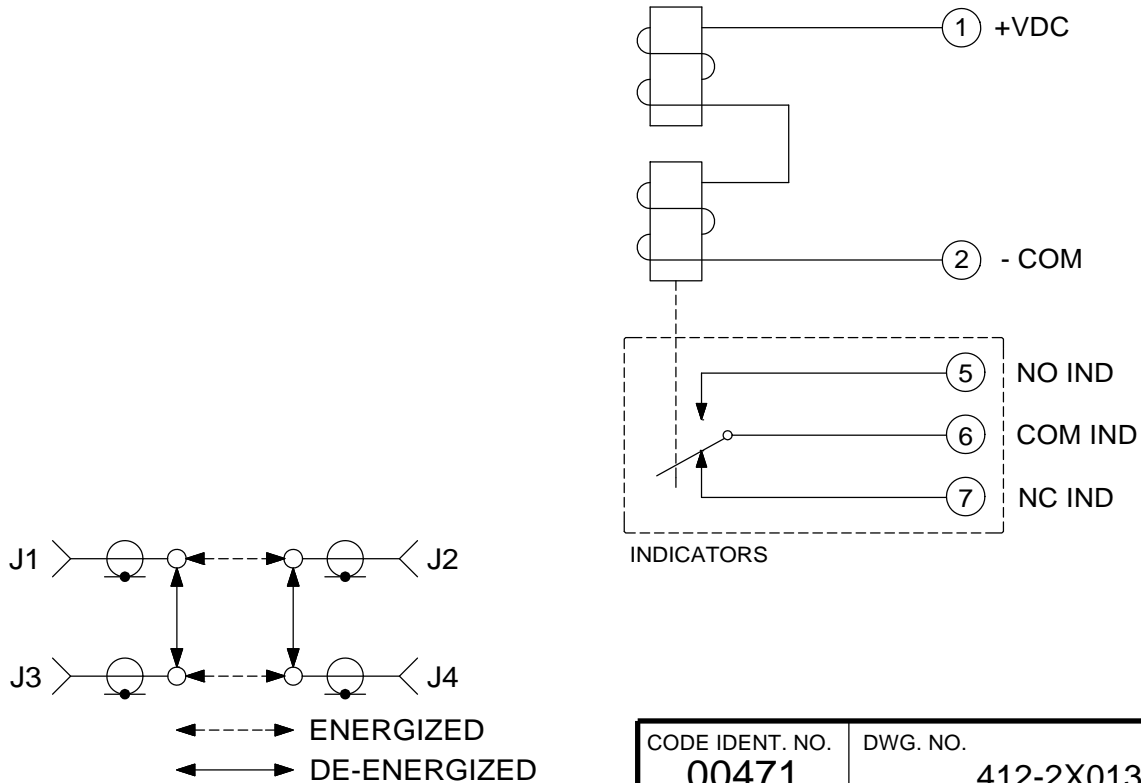 1 +VDC
2 - COM
5 NO IND
6 COM IND
7 NC IND
INDICATORS
J1 J2
J3 J4
ENERGIZED
DE-ENERGIZED
CODE IDENT. NO. DWG. NO.
00471 412-2X013